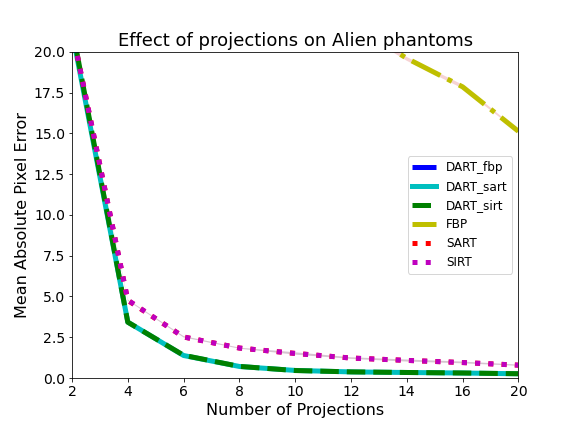 Effect of projections on Alien phantoms
Mean Absolute Pixel Error
20.0
17.5
15.0
12.5
10.0
7.5
5.0
2.5
0.0
DART_fbp
DART_sart
DART_sirt
FBP
SART
SIRT
2 4 6 8 10 12 14 16 20
Number of Projections